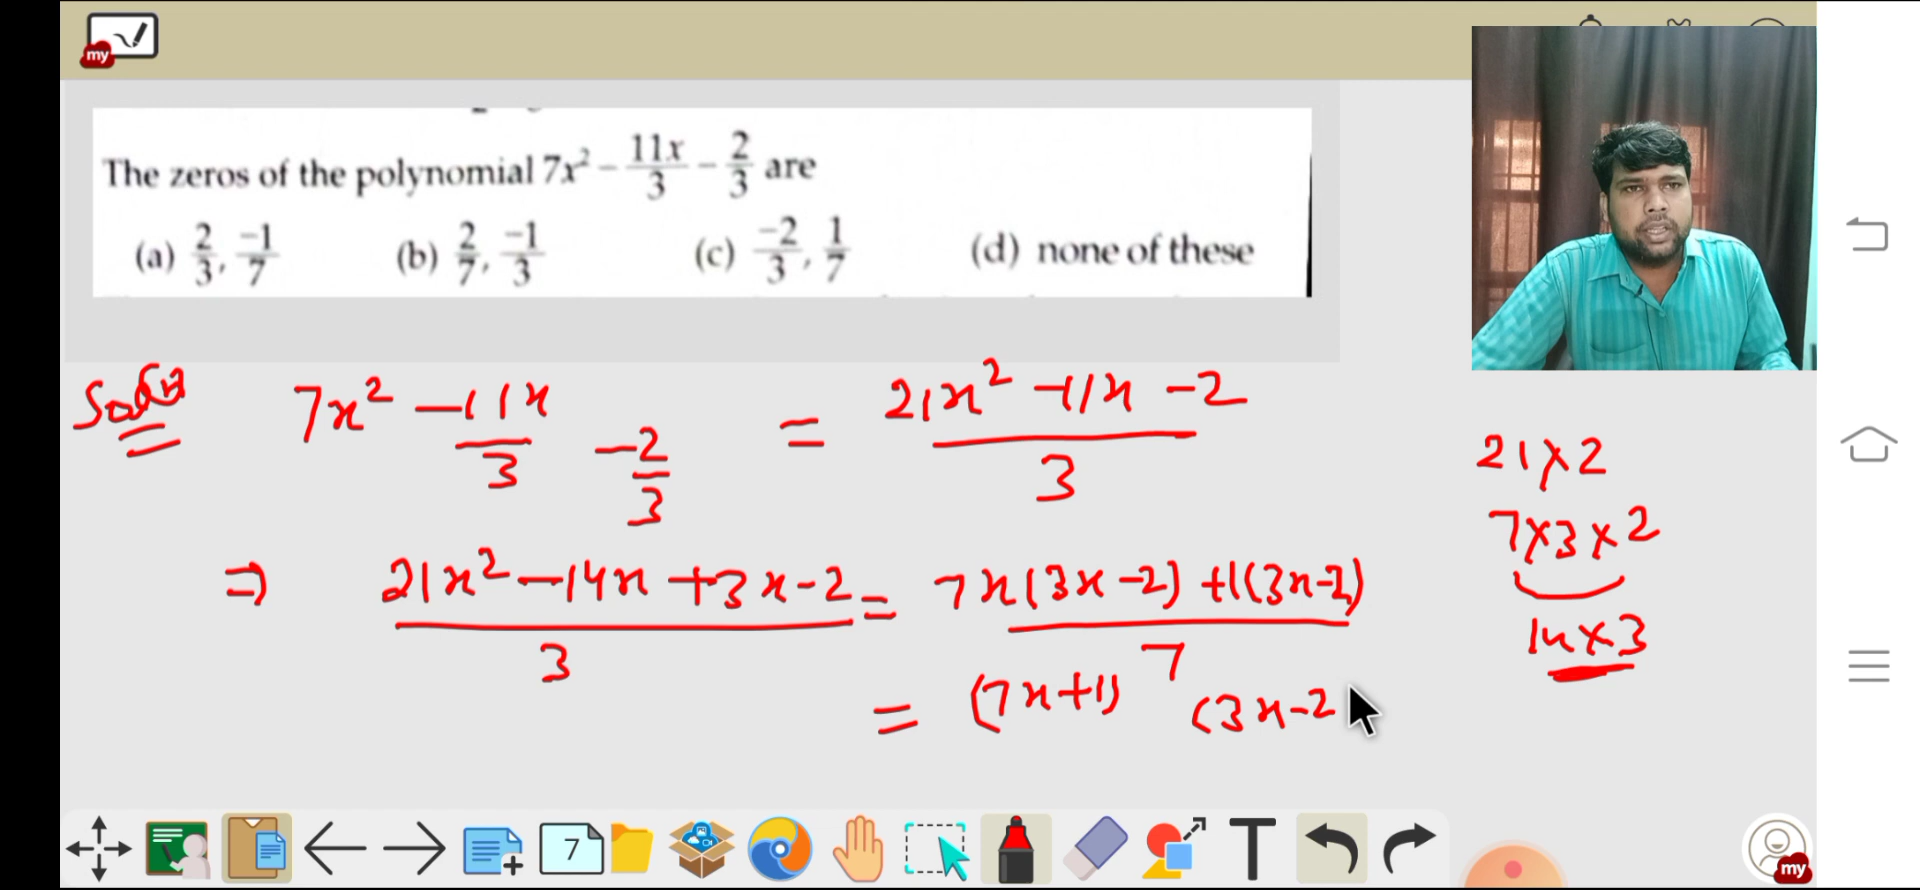 my
The zeros of the polynomial 7x² − 11x/3 − 2/3 are
(a) 2/3, −1/7 (b) 2/7, −1/3 (c) −2/3, 1/7 (d) none of these
7x² − 11x/3 − 2/3 = (21x² − 11x − 2)/3
21×2
7×3×2
14×3
⇒ (21x² − 14x + 3x − 2)/3 = (7x(3x−2) + 1(3x−2))/7
= (7x+1) (3x−2
7
T
my